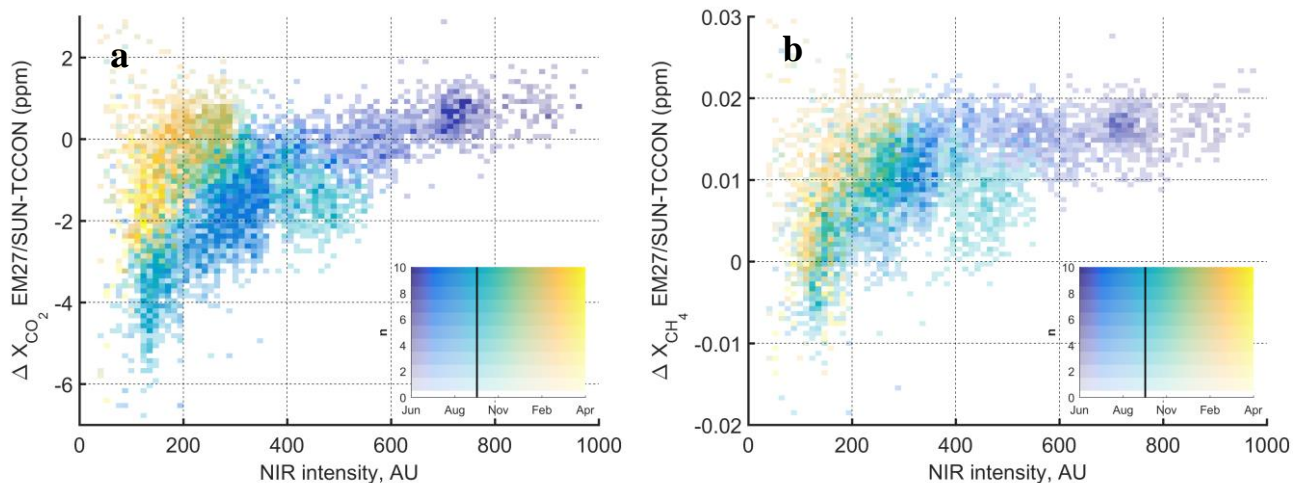 a
Δ X_CO2 EM27/SUN-TCCON (ppm)
2
0
-2
-4
-6
0 200 400 600 800 1000
NIR intensity, AU
n
10
8
6
4
2
0
Jun Aug Nov Feb Apr
b
Δ X_CH4 EM27/SUN-TCCON (ppm)
0.03
0.02
0.01
0
-0.01
-0.02
0 200 400 600 800 1000
NIR intensity, AU
n
10
8
6
4
2
0
Jun Aug Nov Feb Apr